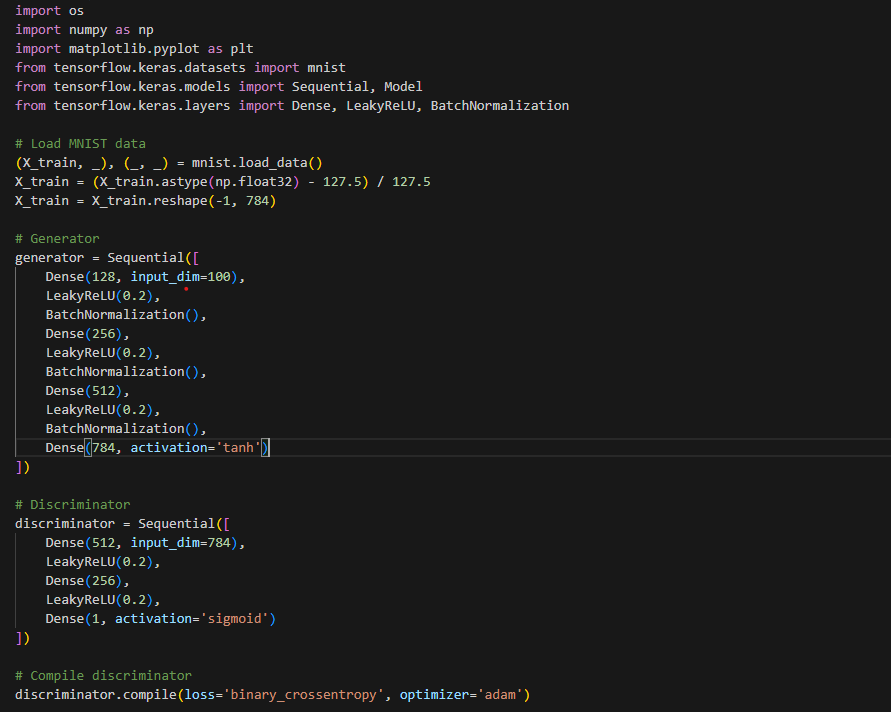 import os
import numpy as np
import matplotlib.pyplot as plt
from tensorflow.keras.datasets import mnist
from tensorflow.keras.models import Sequential, Model
from tensorflow.keras.layers import Dense, LeakyReLU, BatchNormalization

# Load MNIST data
(X_train, _), (_, _) = mnist.load_data()
X_train = (X_train.astype(np.float32) - 127.5) / 127.5
X_train = X_train.reshape(-1, 784)

# Generator
generator = Sequential([
    Dense(128, input_dim=100),
    LeakyReLU(0.2),
    BatchNormalization(),
    Dense(256),
    LeakyReLU(0.2),
    BatchNormalization(),
    Dense(512),
    LeakyReLU(0.2),
    BatchNormalization(),
    Dense(784, activation='tanh')
])

# Discriminator
discriminator = Sequential([
    Dense(512, input_dim=784),
    LeakyReLU(0.2),
    Dense(256),
    LeakyReLU(0.2),
    Dense(1, activation='sigmoid')
])

# Compile discriminator
discriminator.compile(loss='binary_crossentropy', optimizer='adam')